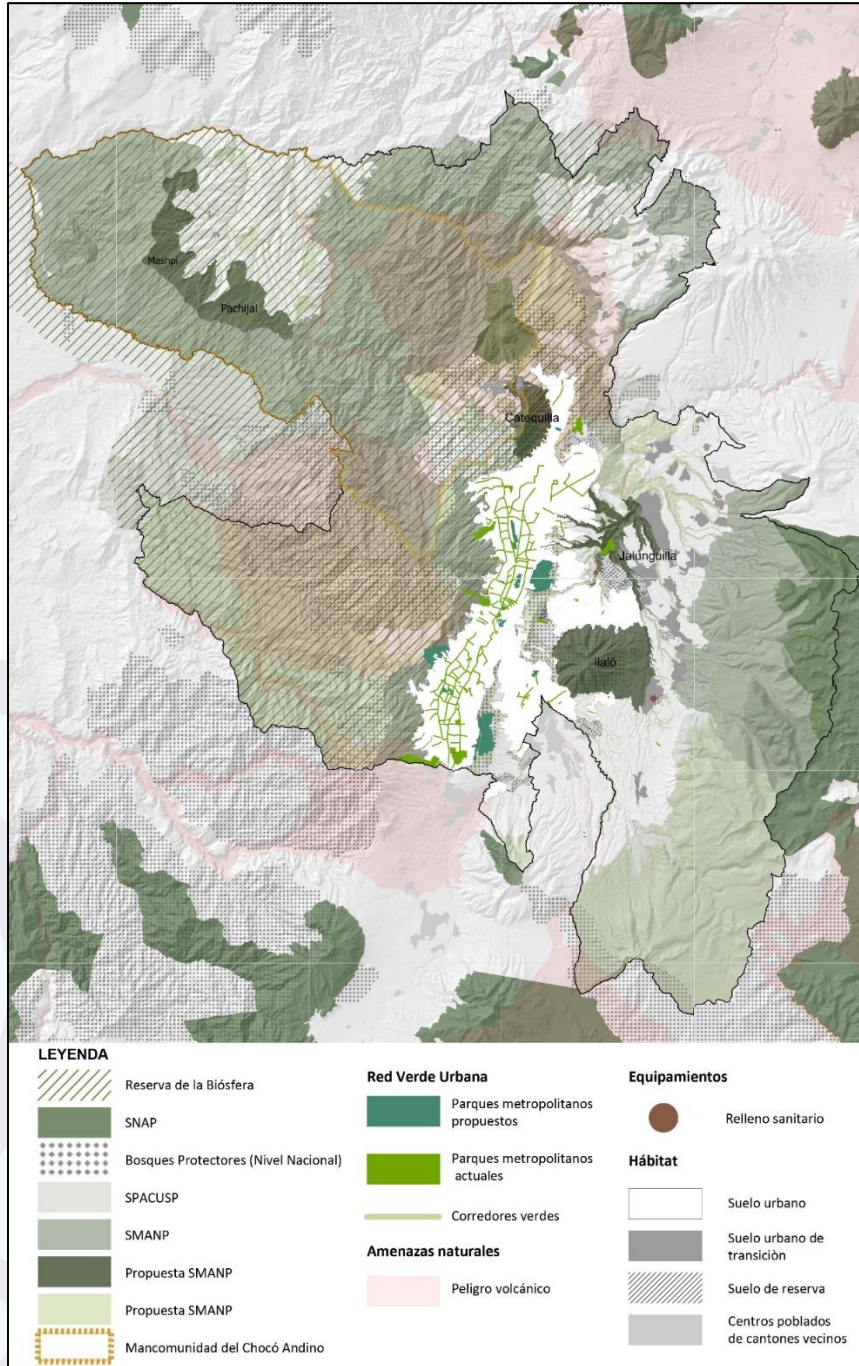 Mashpi
Pachijal
Catequilla
Jalunguilla
Ilaló
LEYENDA
Reserva de la Biósfera
SNAP
Bosques Protectores (Nivel Nacional)
SPACUSP
SMANP
Propuesta SMANP
Propuesta SMANP
Mancomunidad del Chocó Andino
Red Verde Urbana
Parques metropolitanos
propuestos
Parques metropolitanos
actuales
Corredores verdes
Amenazas naturales
Peligro volcánico
Equipamientos
Relleno sanitario
Hábitat
Suelo urbano
Suelo urbano de
transiciòn
Suelo de reserva
Centros poblados
de cantones vecinos